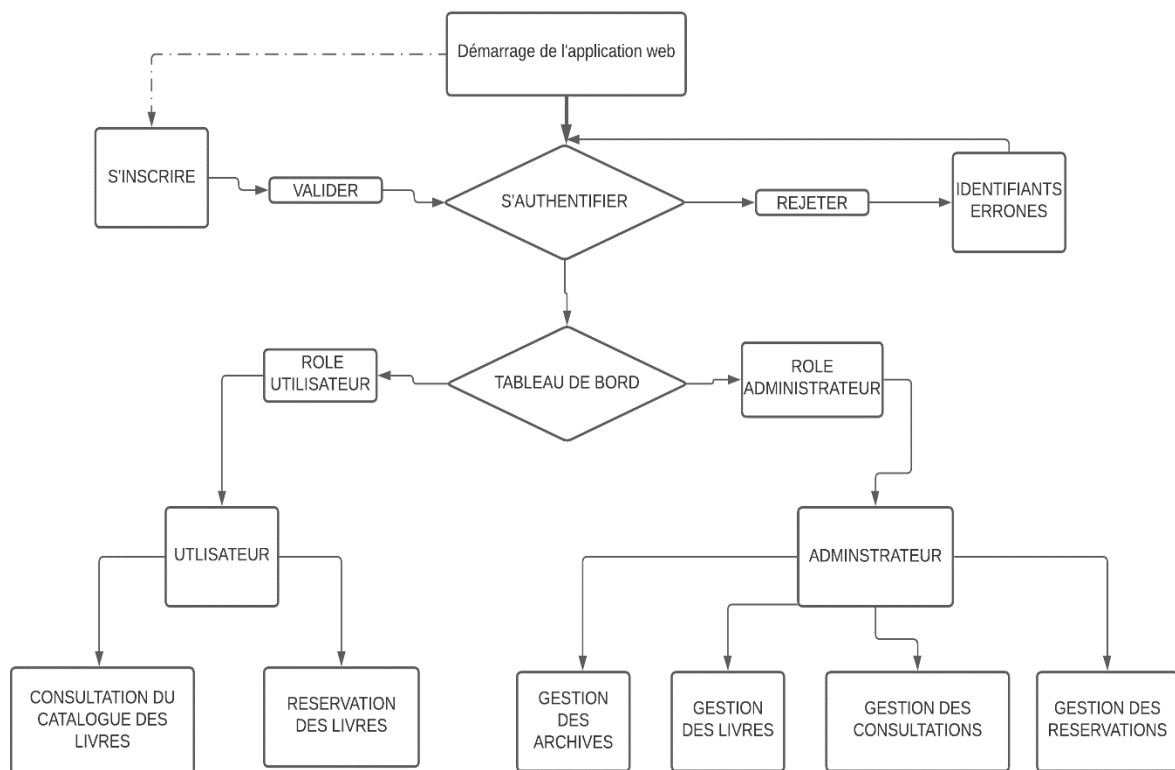 Démarrage de l'application web
S'INSCRIRE
VALIDER
S'AUTHENTIFIER
REJETER
IDENTIFIANTS
ERRONES
ROLE
UTILISATEUR
TABLEAU DE BORD
ROLE
ADMINISTRATEUR
UTLISATEUR
ADMINSTRATEUR
CONSULTATION DU
CATALOGUE DES
LIVRES
RESERVATION
DES LIVRES
GESTION
DES
ARCHIVES
GESTION
DES LIVRES
GESTION DES
CONSULTATIONS
GESTION DES
RESERVATIONS